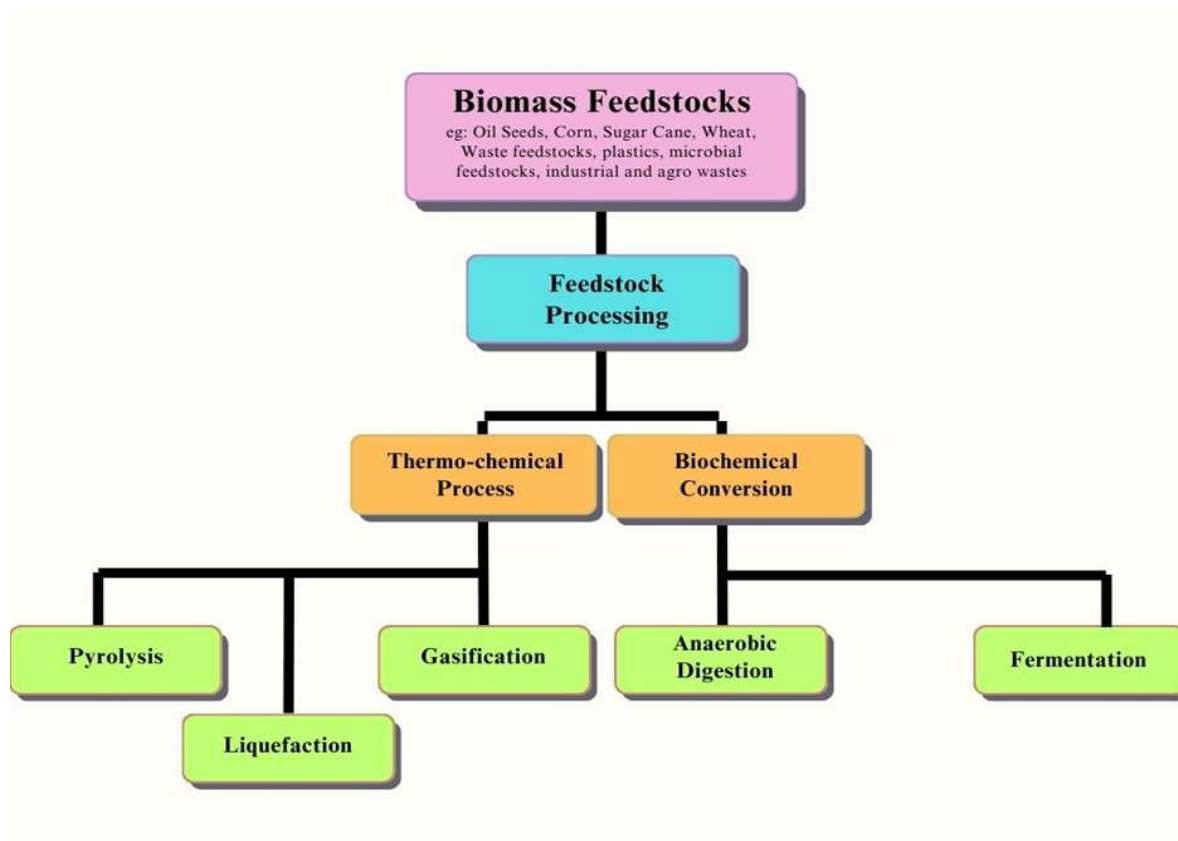 Biomass Feedstocks
eg: Oil Seeds, Corn, Sugar Cane, Wheat,
Waste feedstocks, plastics, microbial
feedstocks, industrial and agro wastes
Feedstock
Processing
Thermo-chemical
Process
Biochemical
Conversion
Pyrolysis
Liquefaction
Gasification
Anaerobic
Digestion
Fermentation